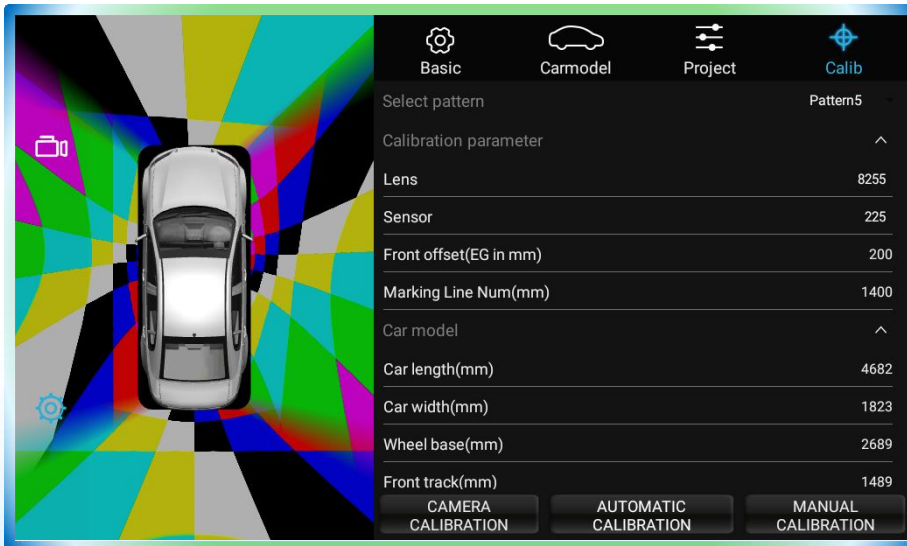 Basic Carmodel Project Calib
Select pattern Pattern5
Calibration parameter
Lens 8255
Sensor 225
Front offset(EG in mm) 200
Marking Line Num(mm) 1400
Car model
Car length(mm) 4682
Car width(mm) 1823
Wheel base(mm) 2689
Front track(mm) 1489
CAMERA
CALIBRATION
AUTOMATIC
CALIBRATION
MANUAL
CALIBRATION